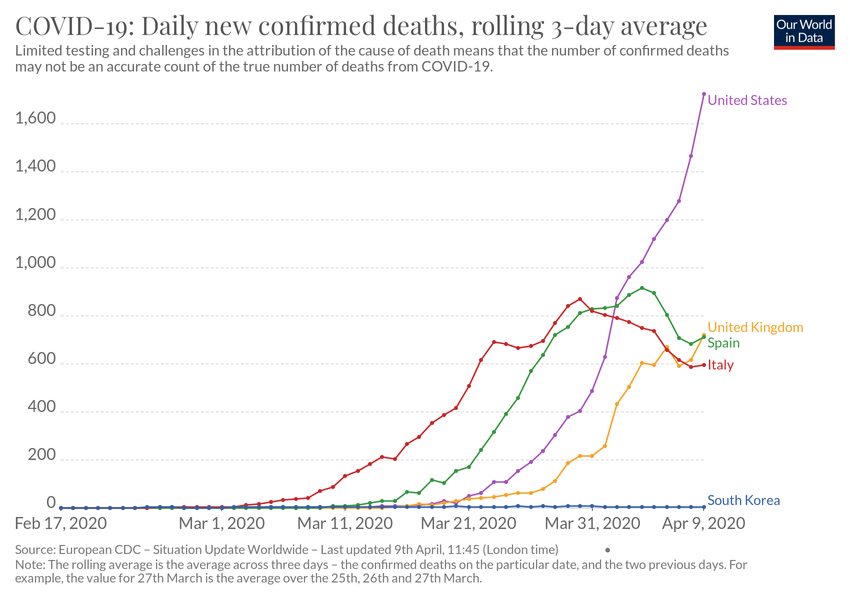 COVID-19: Daily new confirmed deaths, rolling 3-day average
Our World
in Data
Limited testing and challenges in the attribution of the cause of death means that the number of confirmed deaths
may not be an accurate count of the true number of deaths from COVID-19.
United States
1,600
1,400
1,200
1,000
800
United Kingdom
Spain
600
Italy
400
200
South Korea
0
Feb 17, 2020 Mar 1, 2020 Mar 11, 2020 Mar 21, 2020 Mar 31, 2020 Apr 9, 2020
Source: European CDC – Situation Update Worldwide – Last updated 9th April, 11:45 (London time)
Note: The rolling average is the average across three days – the confirmed deaths on the particular date, and the two previous days. For
example, the value for 27th March is the average over the 25th, 26th and 27th March.